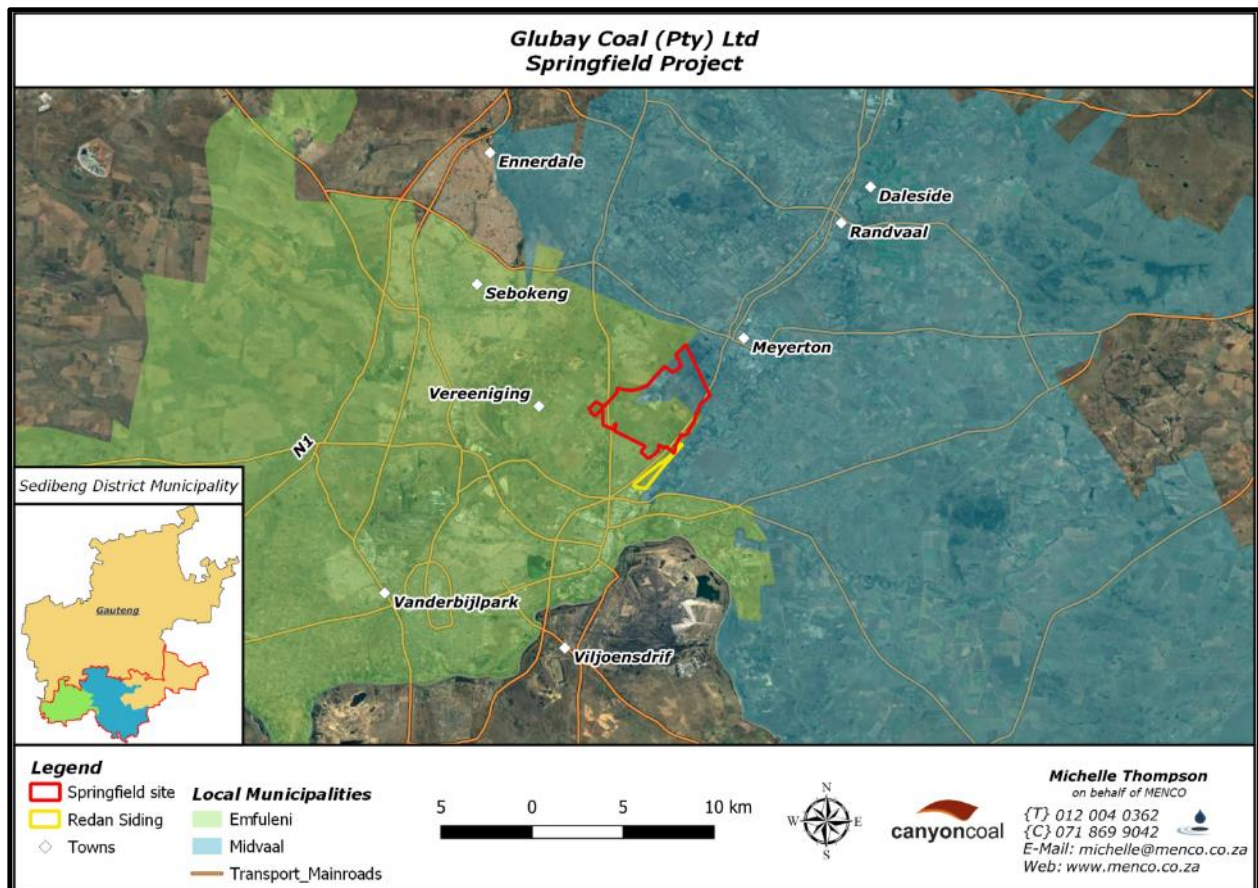 Glubay Coal (Pty) Ltd
Springfield Project
Ennerdale
Daleside
Randvaal
Sebokeng
Meyerton
Vereeniging
N1
Vanderbijlpark
Viljoensdrif
Sedibeng District Municipality
Gauteng
Legend
Springfield site
Redan Siding
Towns
Local Municipalities
Emfuleni
Midvaal
Transport_Mainroads
5 0 5 10 km
N
W E
S
canyoncoal
Michelle Thompson
on behalf of MENCO
{T} 012 004 0362
{C} 071 869 9042
E-Mail: michelle@menco.co.za
Web: www.menco.co.za